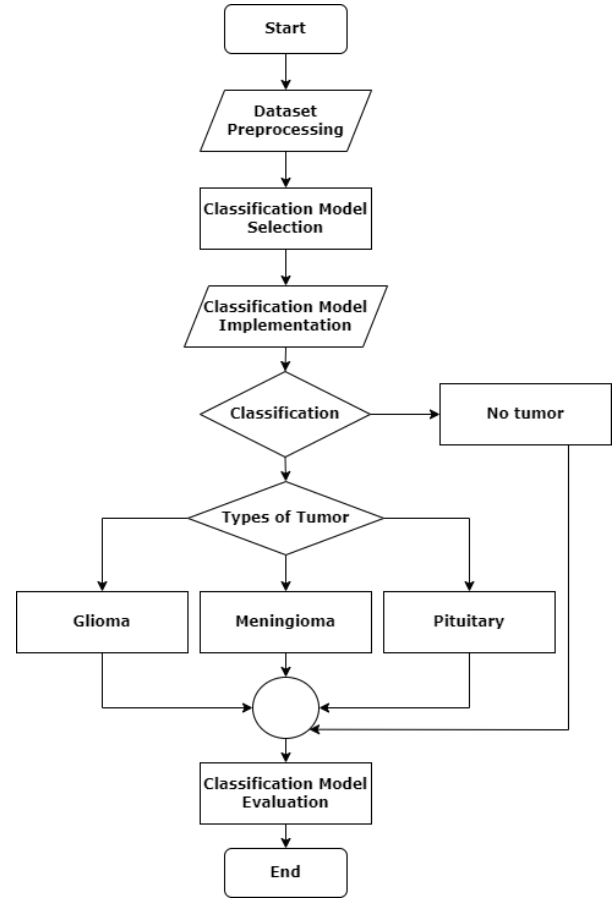 Start
Dataset
Preprocessing
Classification Model
Selection
Classification Model
Implementation
Classification
No tumor
Types of Tumor
Glioma
Meningioma
Pituitary
Classification Model
Evaluation
End